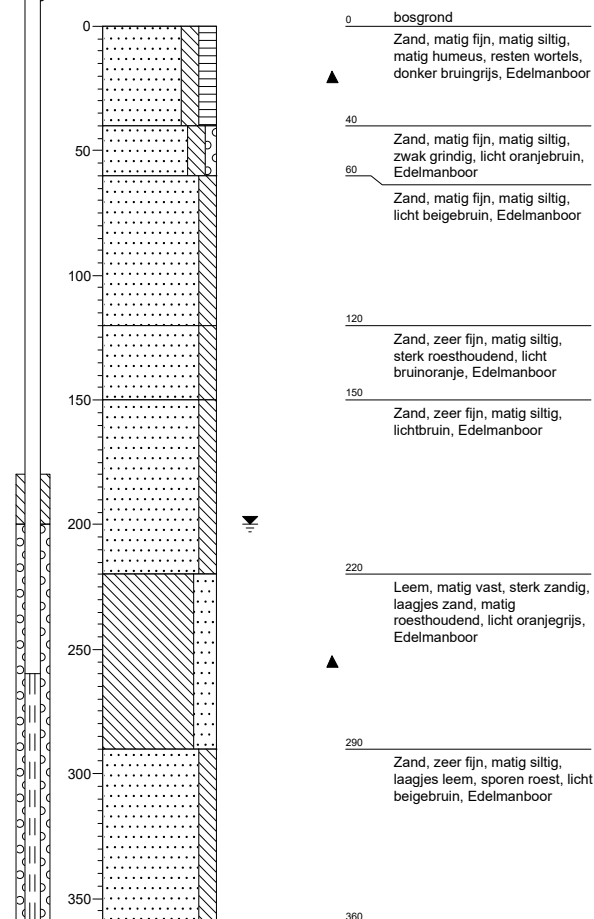 0
50
100
150
200
250
300
350
0
bosgrond
Zand, matig fijn, matig siltig,
matig humeus, resten wortels,
donker bruingrijs, Edelmanboor
40
Zand, matig fijn, matig siltig,
zwak grindig, licht oranjebruin,
Edelmanboor
60
Zand, matig fijn, matig siltig,
licht beigebruin, Edelmanboor
120
Zand, zeer fijn, matig siltig,
sterk roesthoudend, licht
bruinoranje, Edelmanboor
150
Zand, zeer fijn, matig siltig,
lichtbruin, Edelmanboor
220
Leem, matig vast, sterk zandig,
laagjes zand, matig
roesthoudend, licht oranjegrijs,
Edelmanboor
290
Zand, zeer fijn, matig siltig,
laagjes leem, sporen roest, licht
beigebruin, Edelmanboor
360